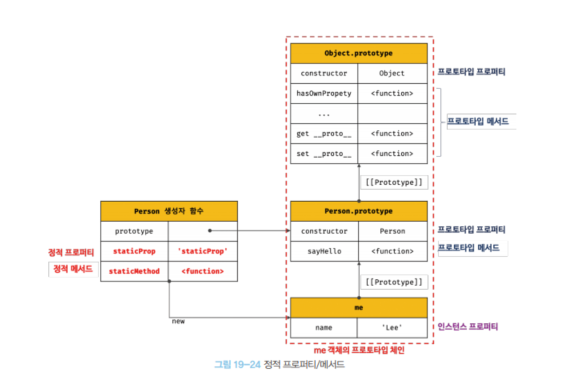 Object.prototype
constructor Object 프로토타입 프로퍼티
hasOwnPropety <function>
... 프로토타입 메서드
get __proto__ <function>
set __proto__ <function>
[[Prototype]]
Person 생성자 함수 Person.prototype
prototype constructor Person 프로토타입 프로퍼티
정적 프로퍼티 staticProp 'staticProp' sayHello <function> 프로토타입 메서드
정적 메서드 staticMethod <function>
[[Prototype]]
me
new name 'Lee' 인스턴스 프로퍼티
me 객체의 프로토타입 체인
그림 19-24 정적 프로퍼티/메서드